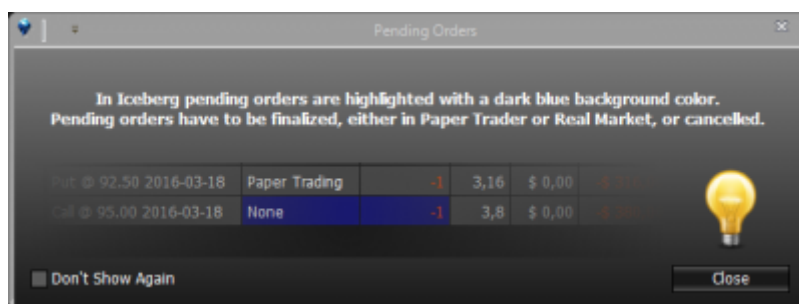 Pending Orders
In Iceberg pending orders are highlighted with a dark blue background color.
Pending orders have to be finalized, either in Paper Trader or Real Market, or cancelled.
Put @ 92.50 2016-03-18 Paper Trading -1 3,16 $ 0,00
Call @ 95.00 2016-03-18 None -1 3,8 $ 0,00
Don't Show Again
Close